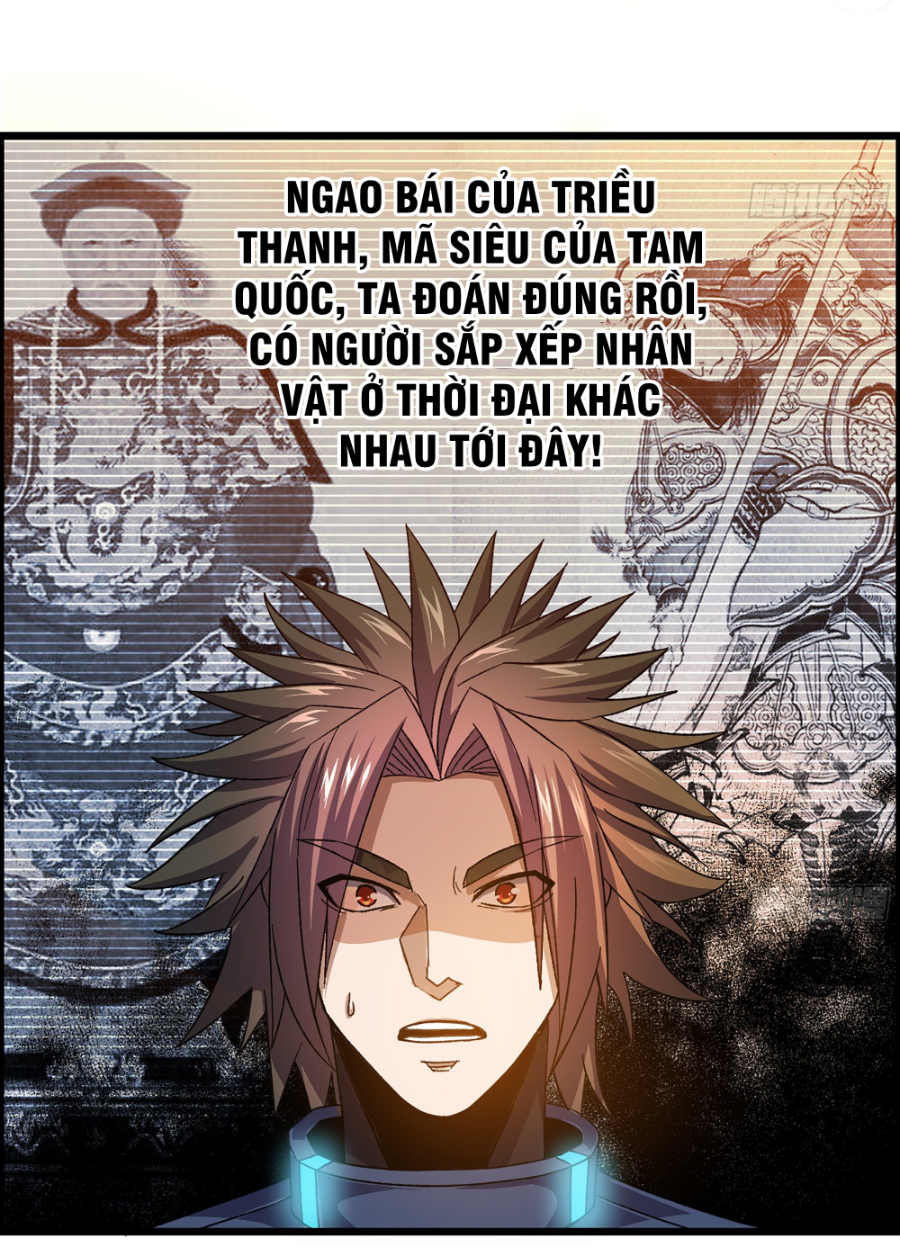 NGAO BÁI CỦA TRIỀU
THANH, MÃ SIÊU CỦA TAM
QUỐC, TA ĐOÁN ĐÚNG RỒI,
CÓ NGƯỜI SẮP XẾP NHÂN
VẬT Ở THỜI ĐẠI KHÁC
NHAU TỚI ĐÂY!